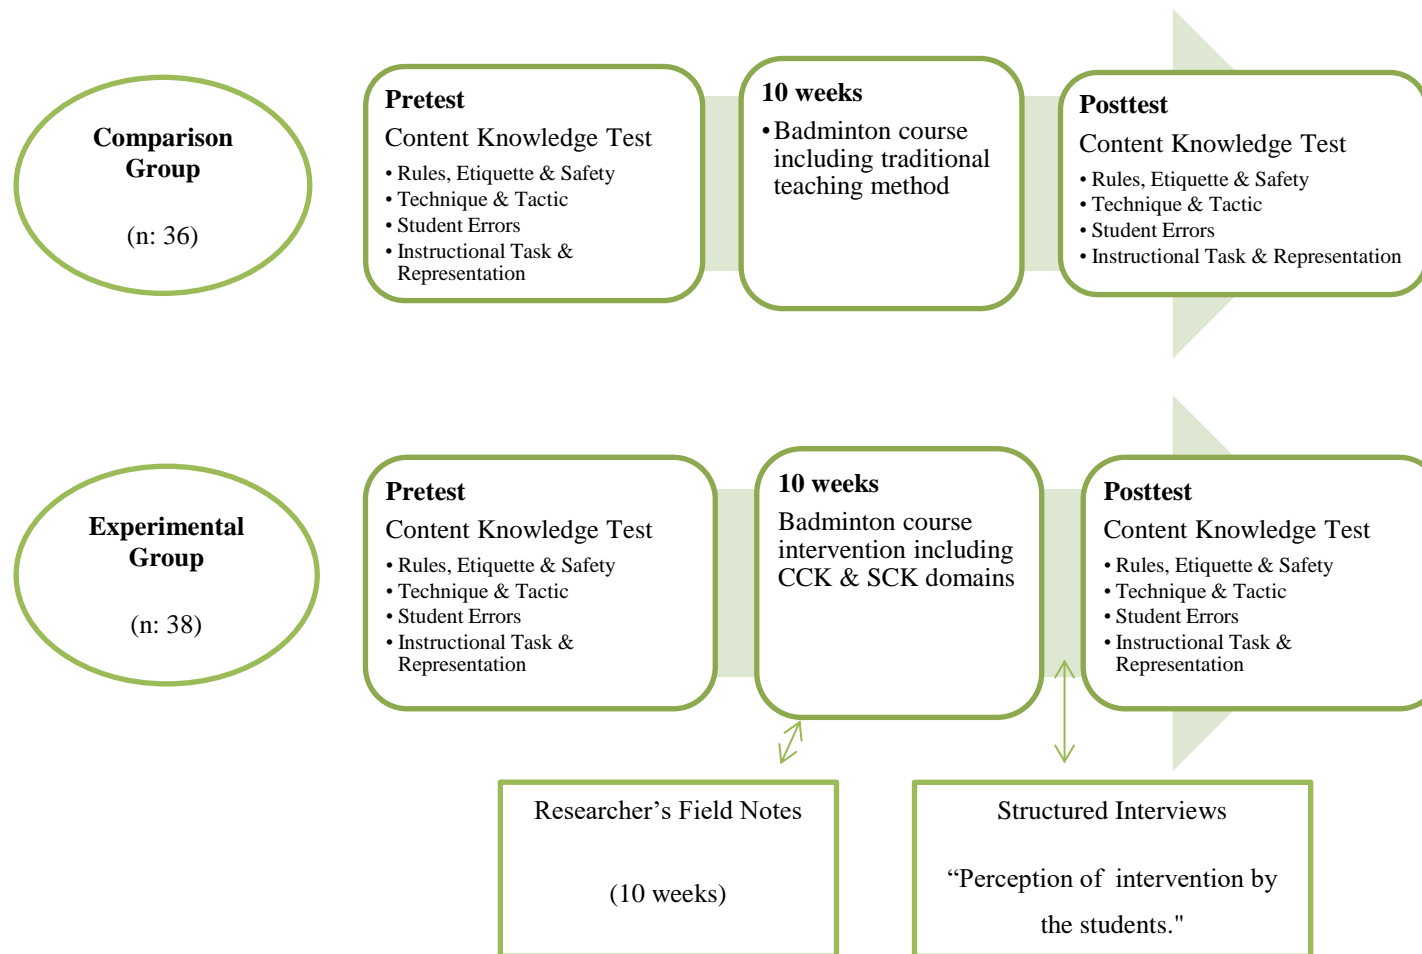 Comparison
Group
(n: 36)
Pretest
Content Knowledge Test
• Rules, Etiquette & Safety
• Technique & Tactic
• Student Errors
• Instructional Task &
Representation
10 weeks
• Badminton course
including traditional
teaching method
Posttest
Content Knowledge Test
• Rules, Etiquette & Safety
• Technique & Tactic
• Student Errors
• Instructional Task & Representation
Experimental
Group
(n: 38)
Pretest
Content Knowledge Test
• Rules, Etiquette & Safety
• Technique & Tactic
• Student Errors
• Instructional Task &
Representation
10 weeks
Badminton course
intervention including
CCK & SCK domains
Posttest
Content Knowledge Test
• Rules, Etiquette & Safety
• Technique & Tactic
• Student Errors
• Instructional Task &
Representation
Researcher’s Field Notes
(10 weeks)
Structured Interviews
“Perception of intervention by
the students."